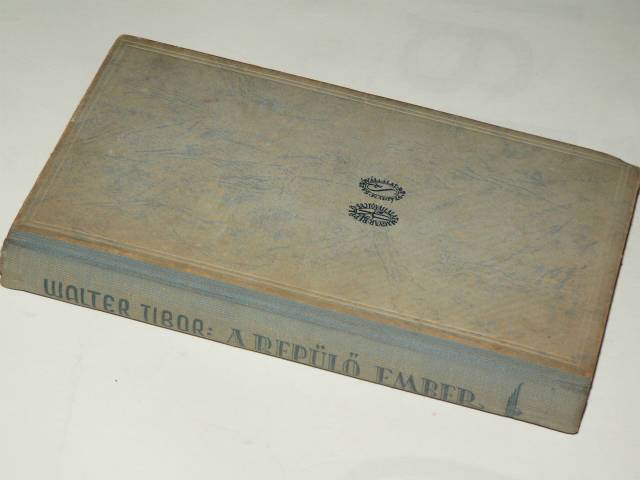 WALTER TIBOR: A REPÜLŐ EMBER.